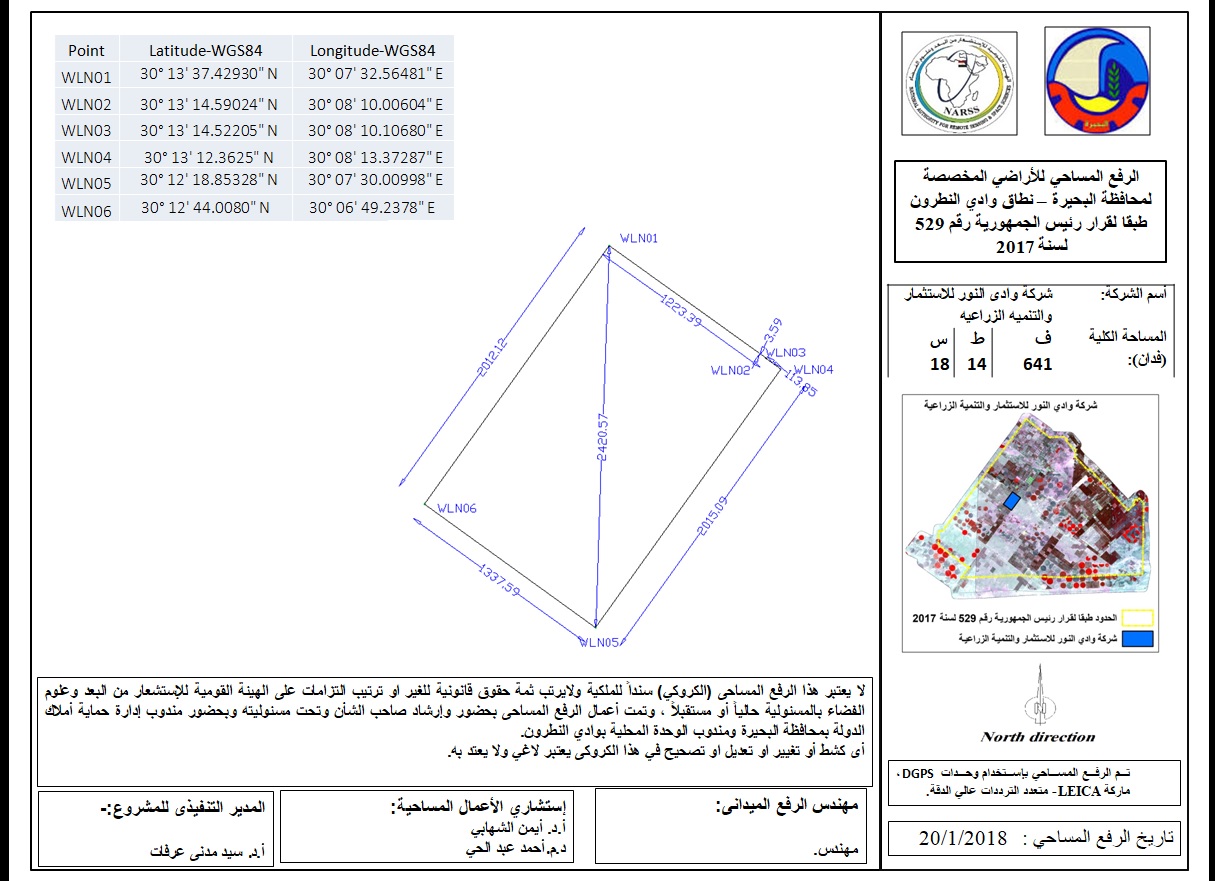 Point Latitude-WGS84 Longitude-WGS84
WLN01 30° 13' 37.42930" N 30° 07' 32.56481" E
WLN02 30° 13' 14.59024" N 30° 08' 10.00604" E
WLN03 30° 13' 14.52205" N 30° 08' 10.10680" E
WLN04 30° 13' 12.3625" N 30° 08' 13.37287" E
WLN05 30° 12' 18.85328" N 30° 07' 30.00998" E
WLN06 30° 12' 44.0080" N 30° 06' 49.2378" E
WLN01
1223.39
3.59
WLN03
WLN02
WLN04
113.85
2012.12
2420.57
WLN06
2015.09
1337.59
WLN05
NARSS
NATIONAL AUTHORITY FOR REMOTE SENSING & SPACE SCIENCES
البحيرة
الرفع المساحي للأراضي المخصصة
لمحافظة البحيرة – نطاق وادي النطرون
طبقا لقرار رئيس الجمهورية رقم 529
لسنة 2017
أسم الشركة: شركة وادى النور للاستثمار
والتنميه الزراعيه
المساحة الكلية ف ط س
(فدان): 641 14 18
شركة وادي النور للاستثمار والتنمية الزراعية
الحدود طبقا لقرار رئيس الجمهورية رقم 529 لسنة 2017
شركة وادي النور للاستثمار والتنمية الزراعية
North direction
تم الرفع المساحي بإستخدام وحدات DGPS،
ماركة LEICA - متعدد الترددات عالي الدقة.
تاريخ الرفع المساحي : 20/1/2018
لا يعتبر هذا الرفع المساحى (الكروكي) سنداً للملكية ولايرتب ثمة حقوق قانونية للغير او ترتيب التزامات على الهيئة القومية للإستشعار من البعد وعلوم
الفضاء بالمسئولية حالياً أو مستقبلاً ، وتمت أعمال الرفع المساحى بحضور وإرشاد صاحب الشأن وتحت مسئوليته وبحضور مندوب إدارة حماية أملاك
الدولة بمحافظة البحيرة ومندوب الوحدة المحلية بوادي النطرون.
أى كشط أو تغيير او تعديل او تصحيح في هذا الكروكى يعتبر لاغي ولا يعتد به.
مهندس الرفع الميدانى:
مهندس.
إستشاري الأعمال المساحية:
أ.د. أيمن الشهابي
د.م.أحمد عبد الحي
المدير التنفيذى للمشروع:-
أ.د. سيد مدنى عرفات